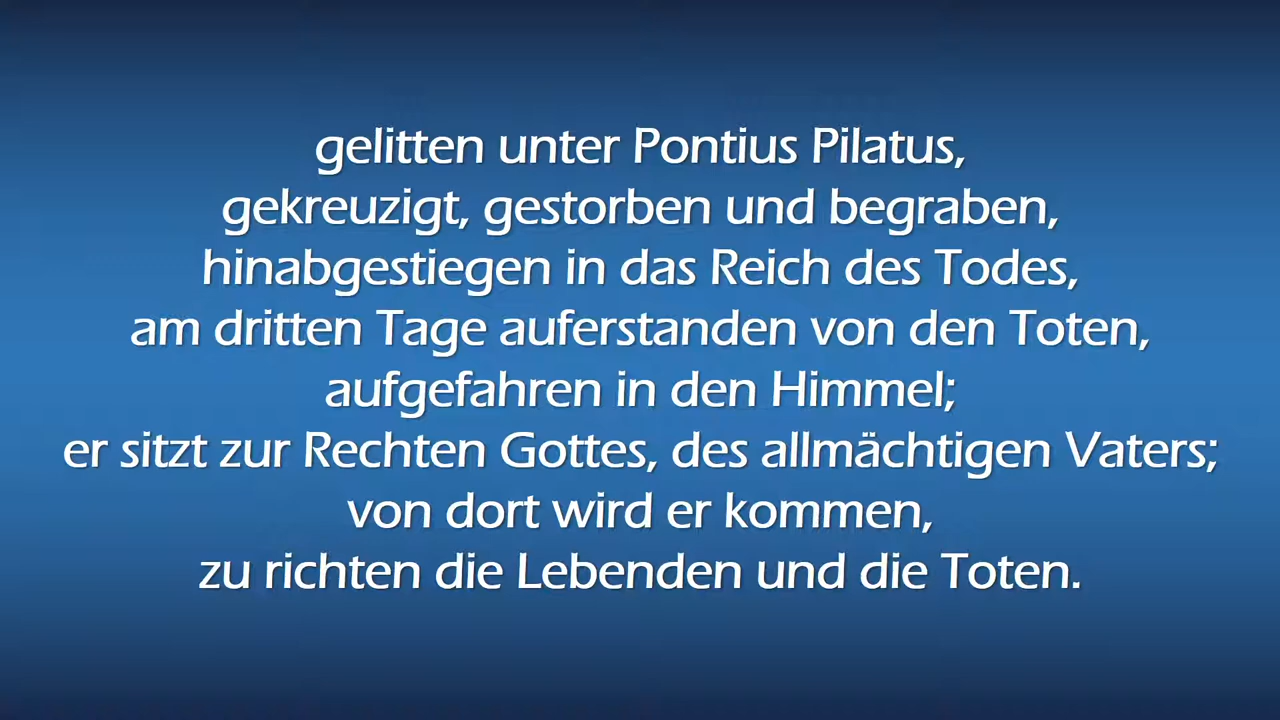 gelitten unter Pontius Pilatus,
gekreuzigt, gestorben und begraben,
hinabgestiegen in das Reich des Todes,
am dritten Tage auferstanden von den Toten,
aufgefahren in den Himmel;
er sitzt zur Rechten Gottes, des allmächtigen Vaters;
von dort wird er kommen,
zu richten die Lebenden und die Toten.